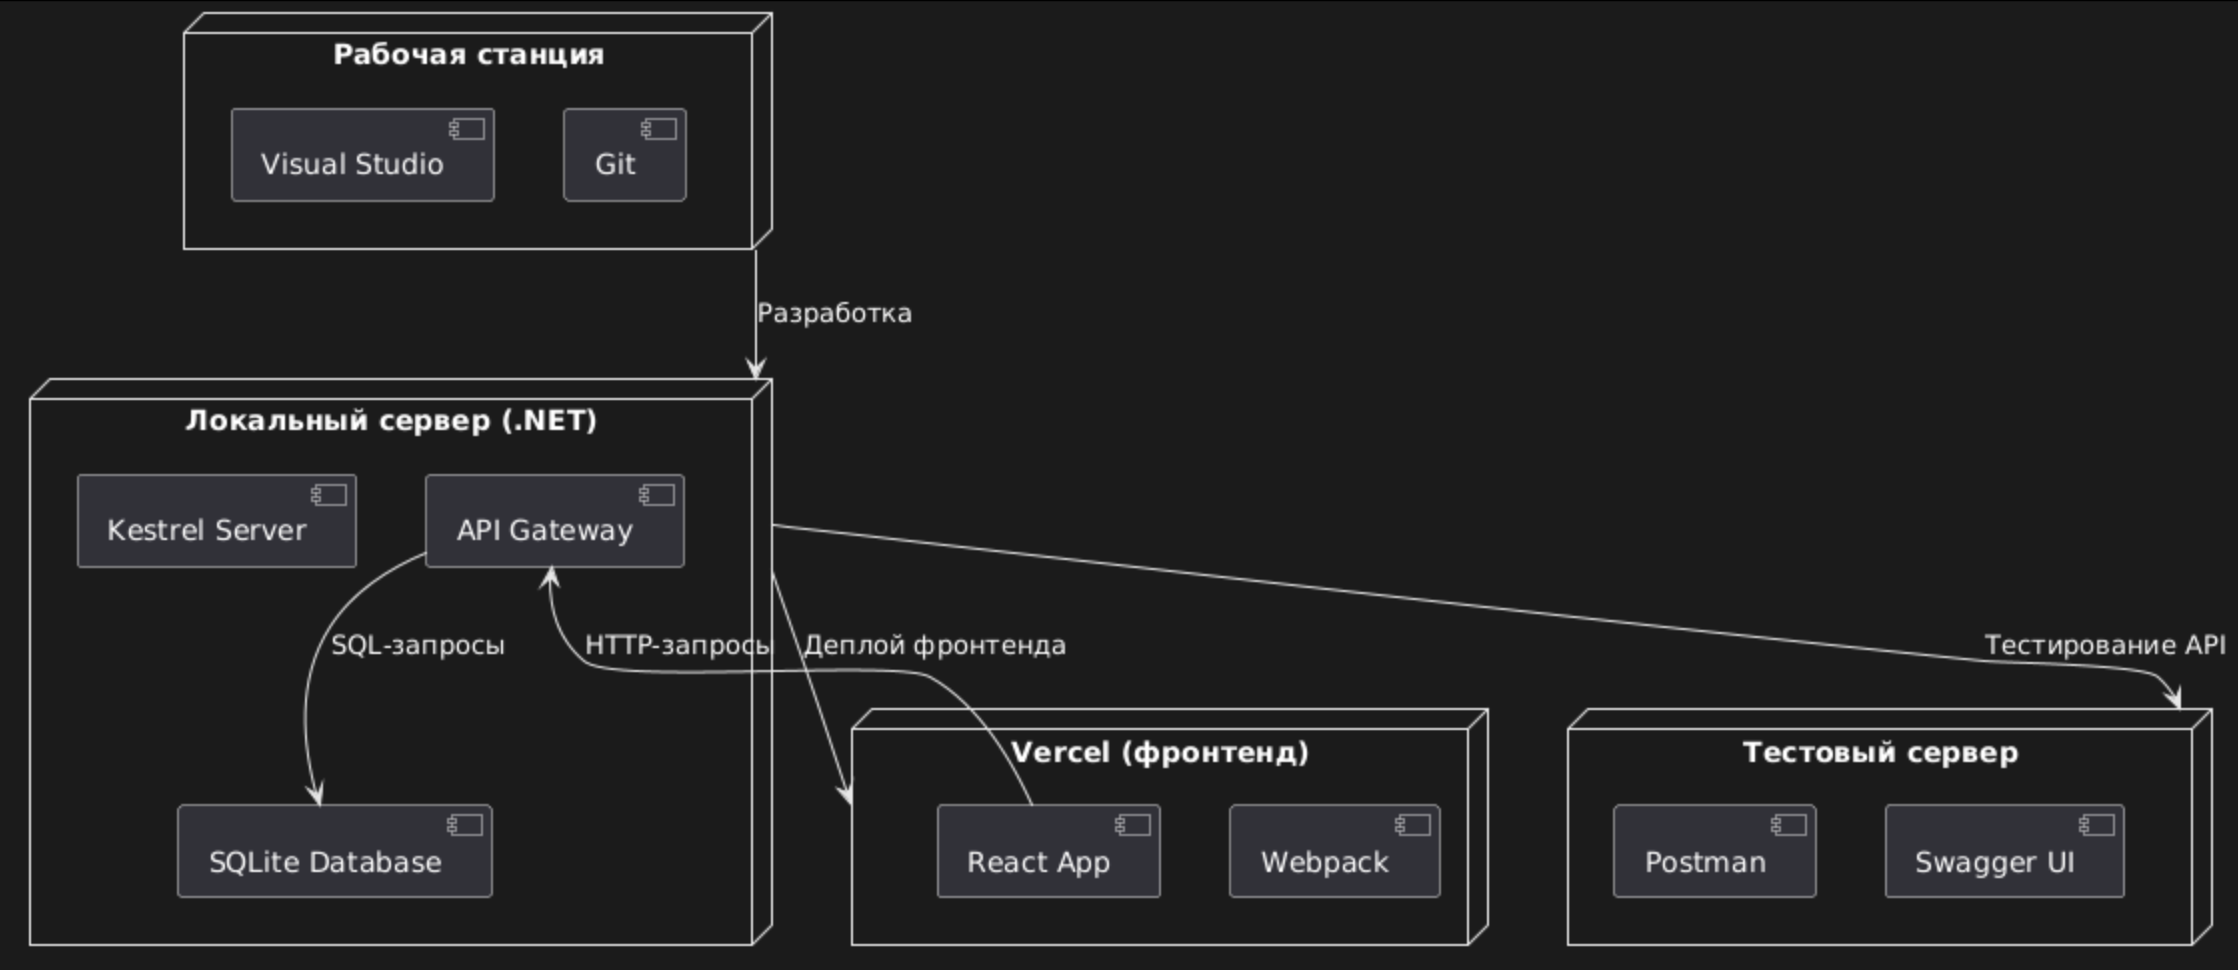 Рабочая станция
Visual Studio
Git
Разработка
Локальный сервер (.NET)
Kestrel Server
API Gateway
SQL-запросы
HTTP-запросы
Деплой фронтенда
Тестирование API
SQLite Database
Vercel (фронтенд)
React App
Webpack
Тестовый сервер
Postman
Swagger UI